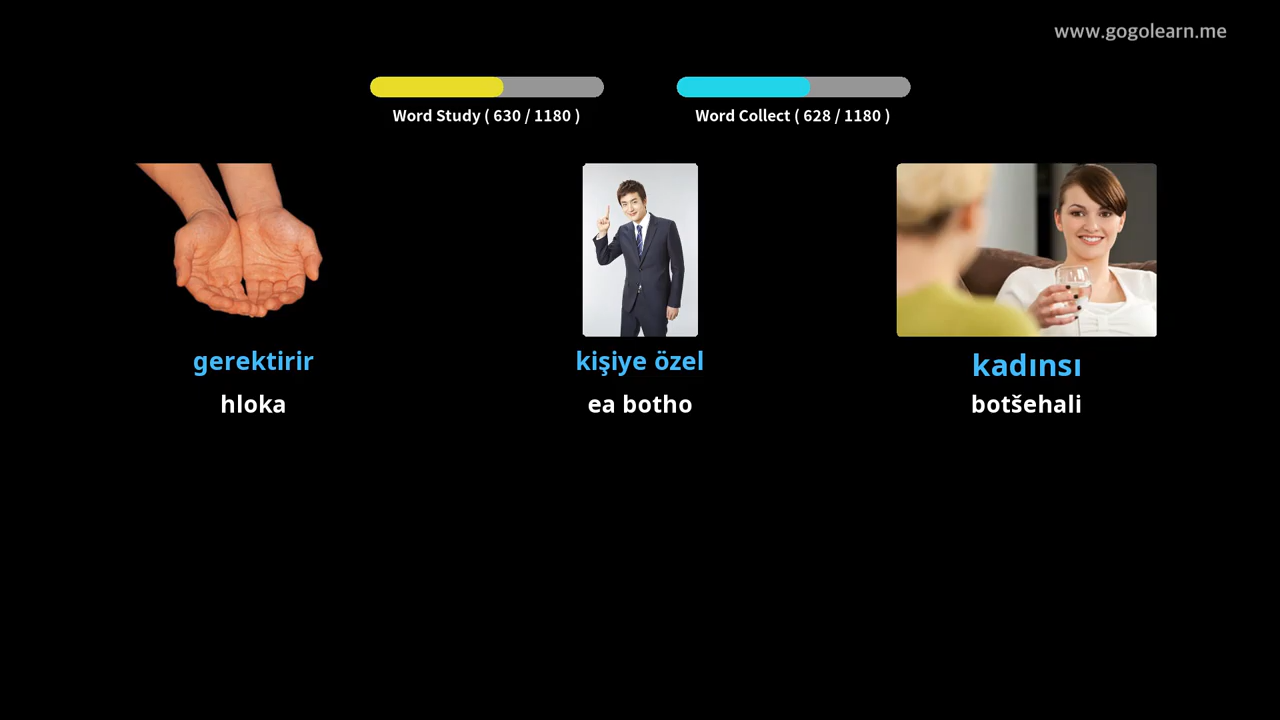 www.gogolearn.me
Word Study ( 630 / 1180 )
Word Collect ( 628 / 1180 )
gerektirir
hloka
kişiye özel
ea botho
kadınsı
botšehali